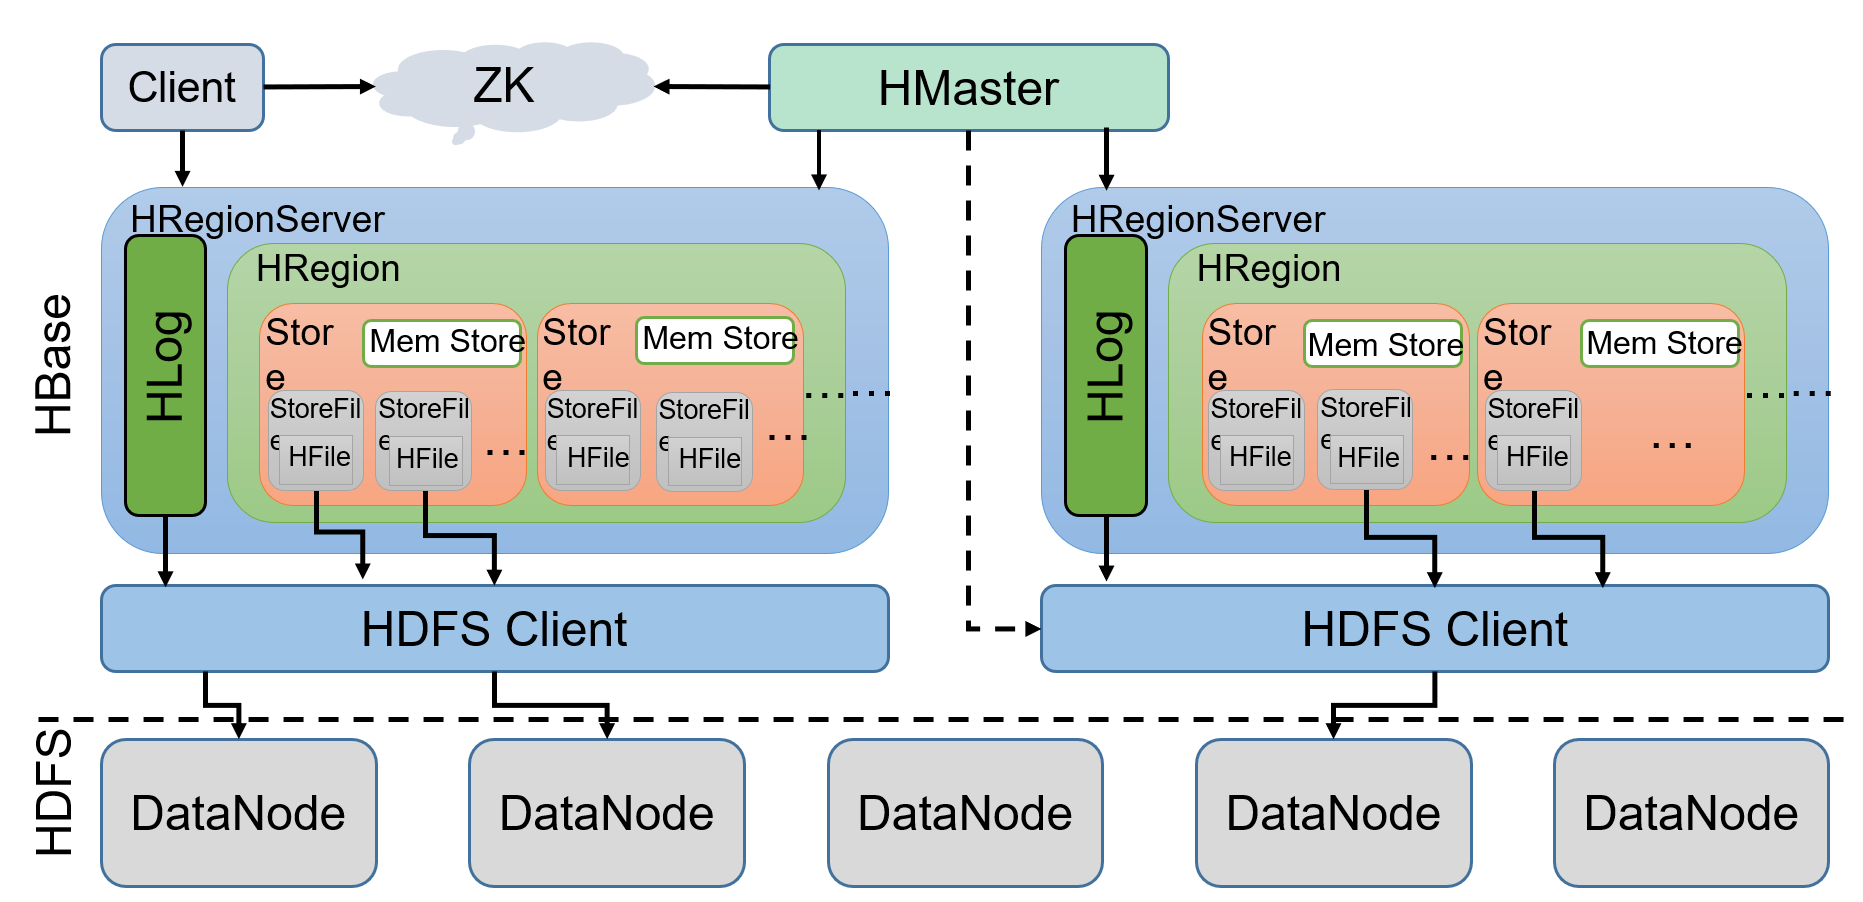 Client
ZK
HMaster
HBase
HRegionServer
HLog
HRegion
Stor
e
Mem Store
StoreFil
e
HFile
StoreFil
e
HFile
...
Stor
e
Mem Store
StoreFil
e
HFile
StoreFil
e
HFile
...
......
HRegionServer
HLog
HRegion
Stor
e
Mem Store
StoreFil
e
HFile
StoreFil
e
HFile
...
Stor
e
Mem Store
StoreFil
e
HFile
...
......
HDFS Client
HDFS Client
HDFS
DataNode
DataNode
DataNode
DataNode
DataNode